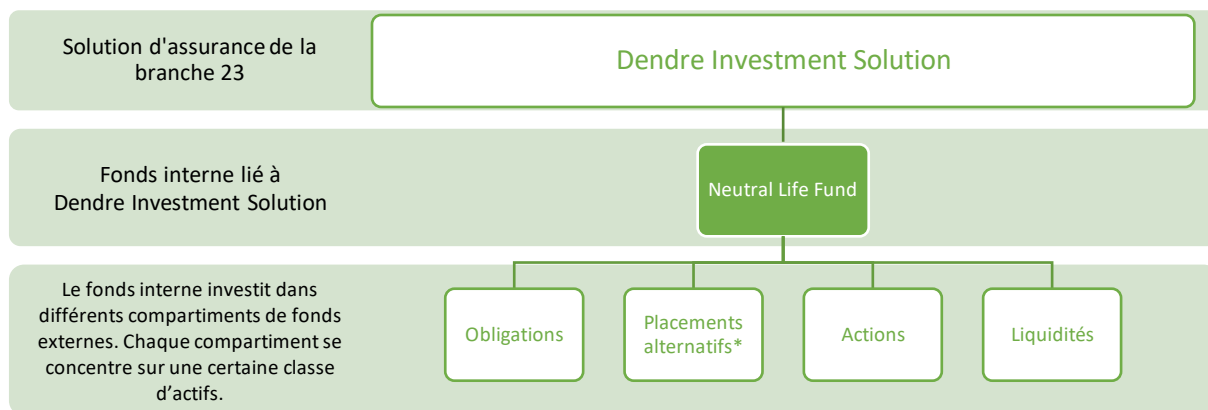 Solution d'assurance de la
branche 23
Dendre Investment Solution
Fonds interne lié à
Dendre Investment Solution
Neutral Life Fund
Le fonds interne investit dans
différents compartiments de fonds
externes. Chaque compartiment se
concentre sur une certaine classe
d’actifs.
Obligations
Placements
alternatifs*
Actions
Liquidités